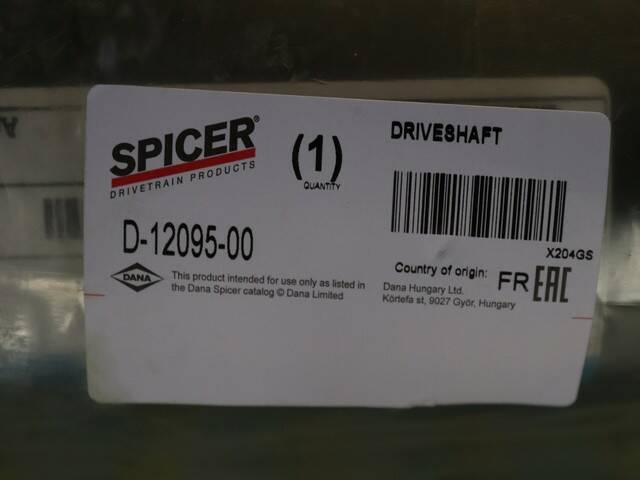 SPICER®
DRIVETRAIN PRODUCTS
(1)
QUANTITY
DRIVESHAFT
D-12095-00
X204GS
DANA
This product intended for use only as listed in
the Dana Spicer catalog © Dana Limited
Country of origin: FR EAC
Dana Hungary Ltd.
Körtefa st, 9027 Győr, Hungary